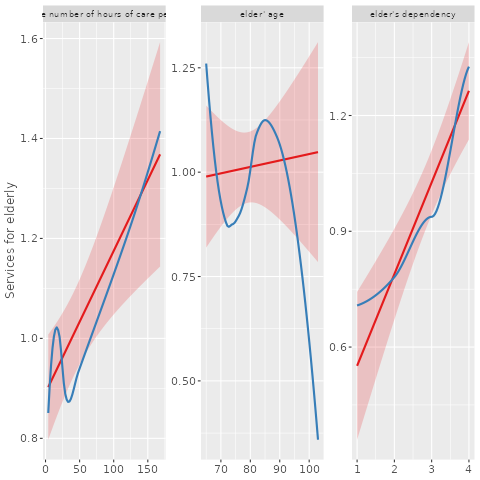 e number of hours of care pe
elder' age
elder's dependency
Services for elderly
1.6
1.4
1.2
1.0
0.8
0 50 100 150
1.25
1.00
0.75
0.50
70 80 90 100
1.2
0.9
0.6
1 2 3 4